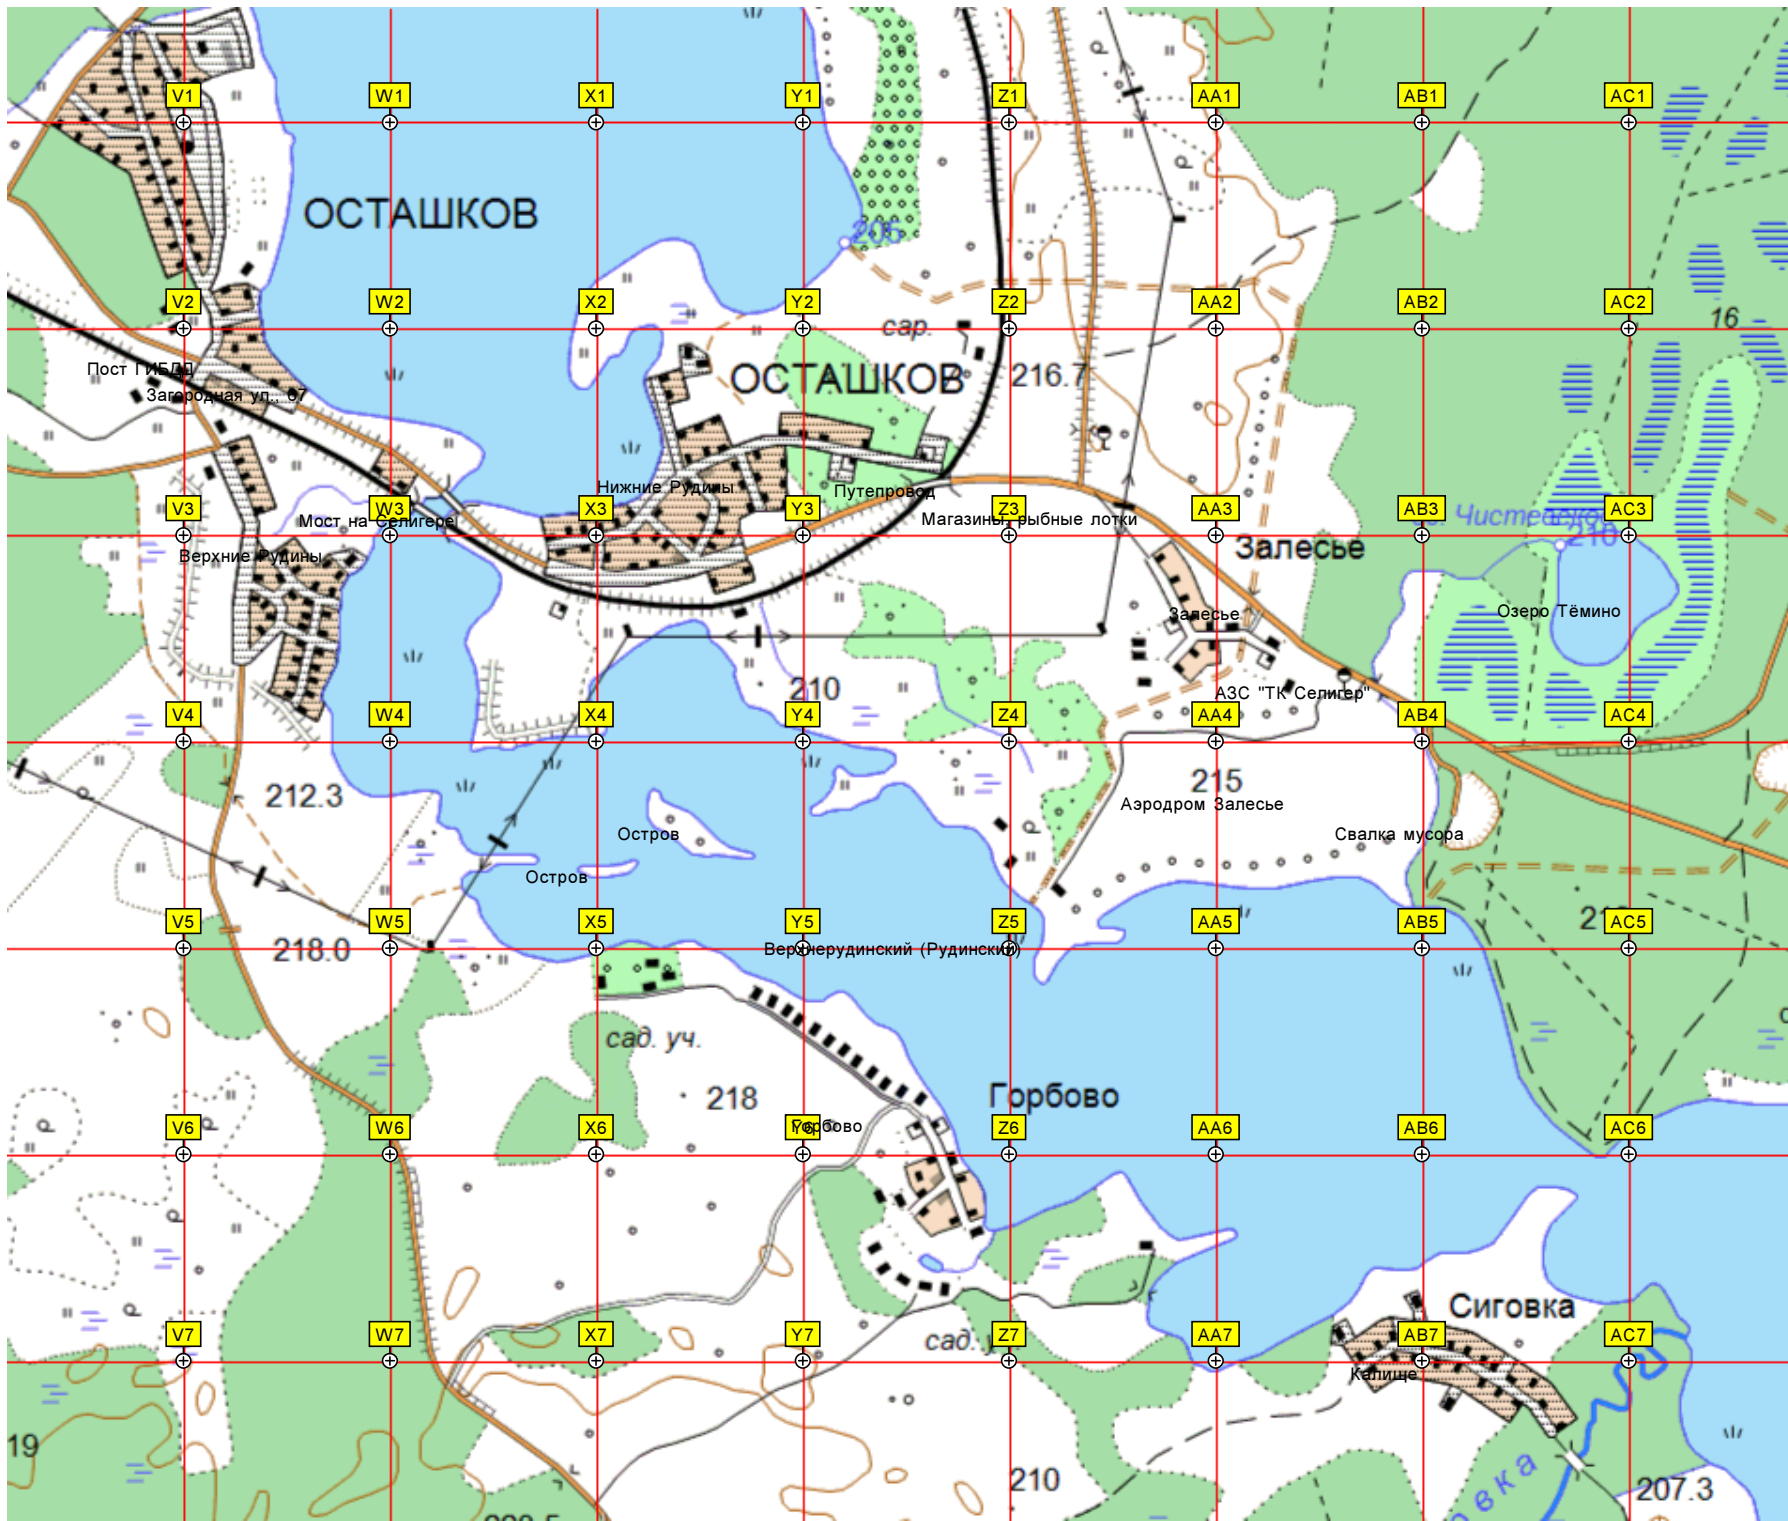 V1 W1 X1 Y1 Z1 AA1 AB1 AC1
ОСТАШКОВ
205
V2 W2 X2 Y2 Z2 AA2 AB2 AC2
сар.
16
Пост ГИБДД
ОСТАШКОВ
216.7
Загородная ул., 67
Нижние Рудины
Путепровод
V3 W3 X3 Y3 Z3 AA3 AB3 AC3
Мост на Селигере
Магазины, рыбные лотки
210
Верхние Рудины
Залесье
Залесье
Озеро Тёмино
210
АЗС "ТК Селигер"
V4 W4 X4 Y4 Z4 AA4 AB4 AC4
212.3
215
Аэродром Залесье
Остров
Свалка мусора
Остров
V5 W5 X5 Y5 Z5 AA5 AB5 AC5
218.0
Верхнерудинский (Рудинский)
сад. уч.
218
Горбово
V6 W6 X6 Y6 Z6 AA6 AB6 AC6
Горбово
Сиговка
V7 W7 X7 Y7 Z7 AA7 AB7 AC7
сад.
Калище
19
210
вка
207.3